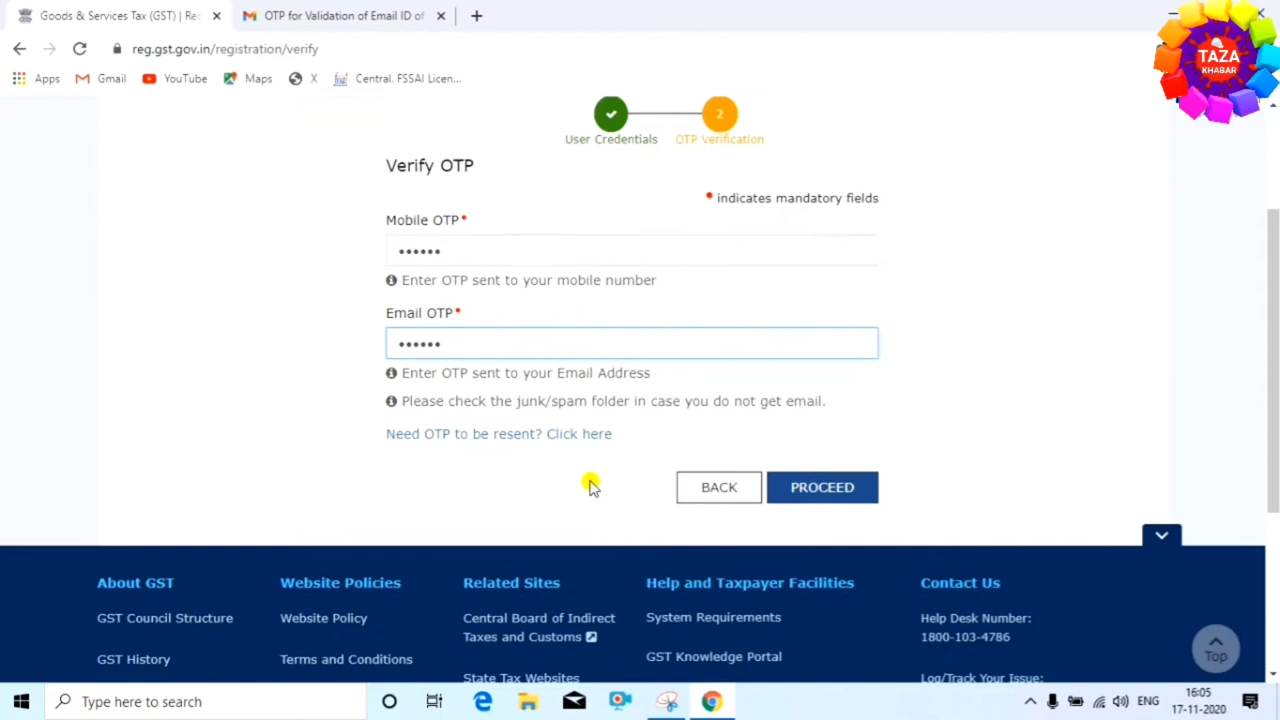 Goods & Services Tax (GST) | Rec
OTP for Validation of Email ID of
TAZA
KHABAR
reg.gst.gov.in/registration/verify
Apps
Gmail
YouTube
Maps
X
Central. FSSAI Licen...
2
User Credentials
OTP Verification
Verify OTP
• indicates mandatory fields
Mobile OTP•
••••••
Enter OTP sent to your mobile number
Email OTP•
••••••
Enter OTP sent to your Email Address
Please check the junk/spam folder in case you do not get email.
Need OTP to be resent? Click here
BACK
PROCEED
About GST
Website Policies
Related Sites
Help and Taxpayer Facilities
Contact Us
GST Council Structure
Website Policy
Central Board of Indirect
Taxes and Customs
System Requirements
Help Desk Number:
1800-103-4786
GST History
Terms and Conditions
State Tax Websites
GST Knowledge Portal
Log/Track Your Issue:
Top
Type here to search
ENG
16:05
17-11-2020